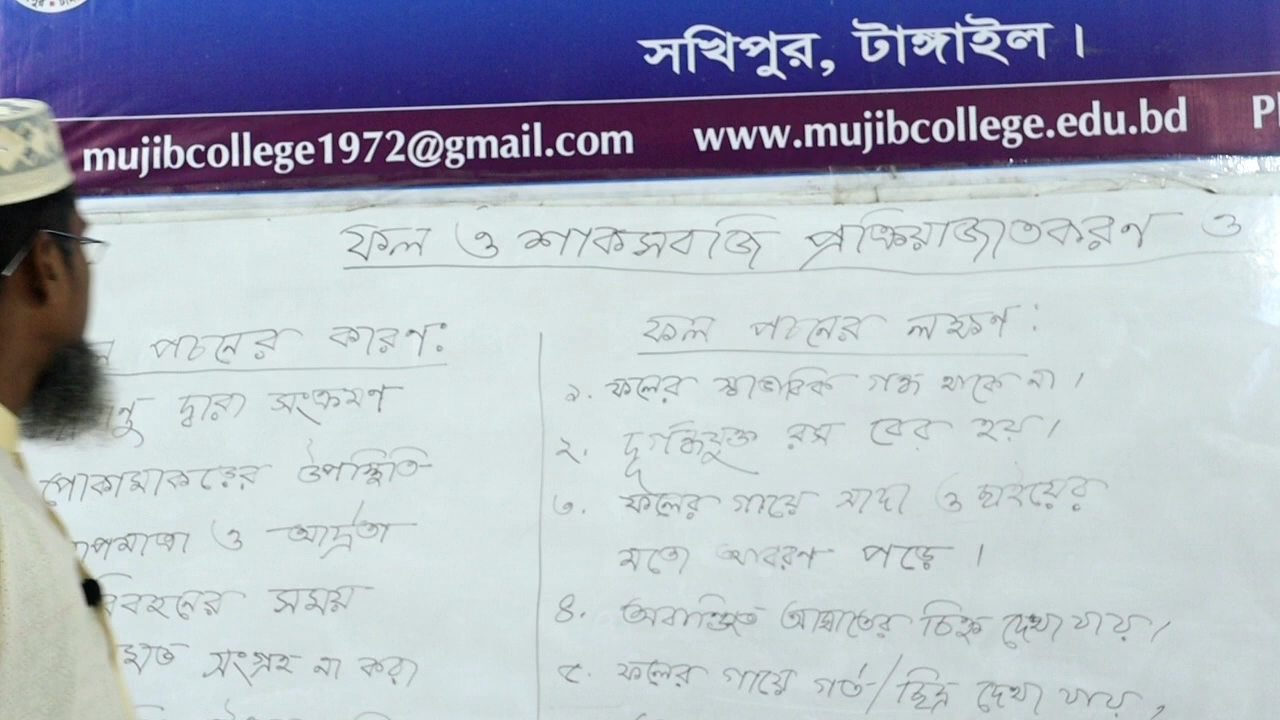 সখিপুর, টাঙ্গাইল।
mujibcollege1972@gmail.com www.mujibcollege.edu.bd
ফল ও শাকসবজি প্রক্রিয়াজাতকরণ ও
পচনের কারণ:
দ্বারা সংক্রমণ
পোকামাকড়ের উপস্থিতি
ও আর্দ্রতা
সময়
সংগ্রহ না করা
ফল পচনের লক্ষণ:
১. ফলের স্বাভাবিক গন্ধ থাকে না।
২. দুর্গন্ধযুক্ত রস বের হয়।
৩. ফলের গায়ে সাদা ও ছাইয়ের
মতো আবরণ পড়ে।
৪. অবাঞ্ছিত আঘাতের চিহ্ন দেখা যায়।
৫. ফলের গায়ে গর্ত/ছিদ্র দেখা যায়,